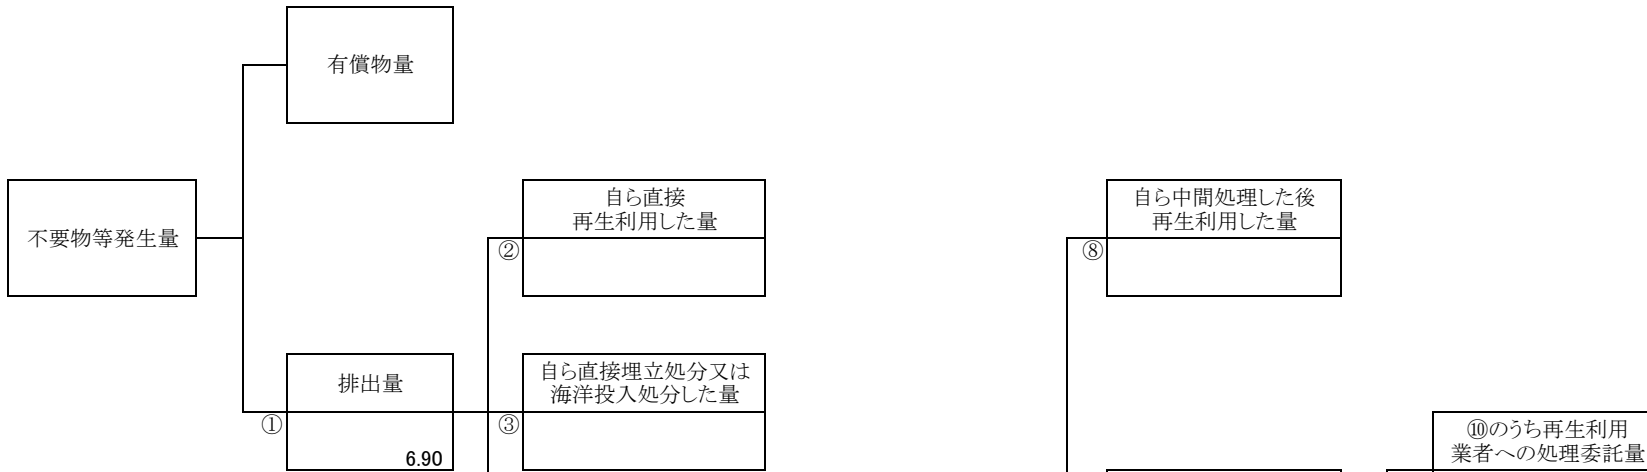 有償物量
不要物等発生量
自ら直接
再生利用した量
②
自ら中間処理した後
再生利用した量
⑧
排出量
①
6.90
自ら直接埋立処分又は
海洋投入処分した量
③
⑩のうち再生利用
業者への処理委託量